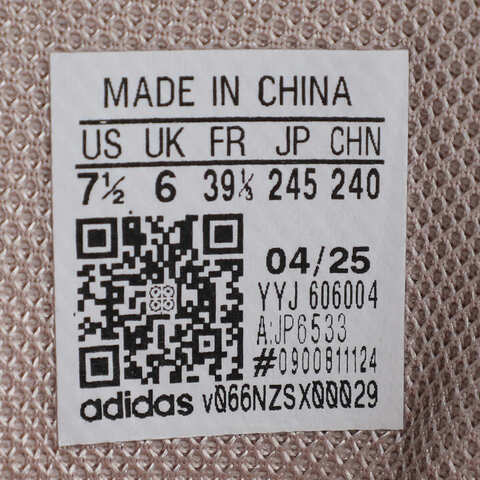 MADE IN CHINA
US UK FR JP CHN
7½ 6 39⅓ 245 240
04/25
YYJ 606004
A:JP6533
#0900811124
adidas v066NZSX00029